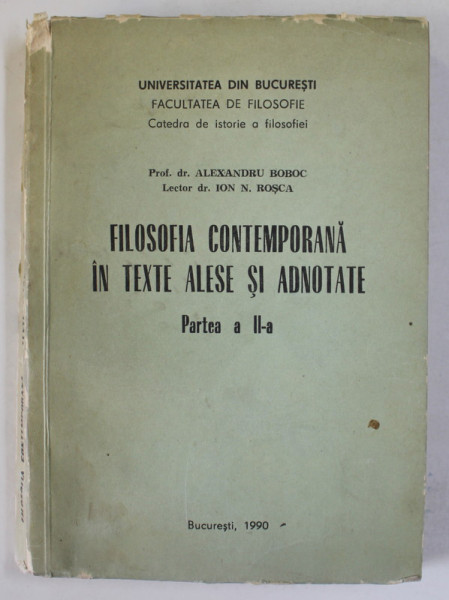 UNIVERSITATEA DIN BUCUREȘTI
FACULTATEA DE FILOSOFIE
Catedra de istorie a filosofiei
Prof. dr. ALEXANDRU BOBOC
Lector dr. ION N. ROȘCA
FILOSOFIA CONTEMPORANĂ
ÎN TEXTE ALESE ȘI ADNOTATE
Partea a II-a
București, 1990